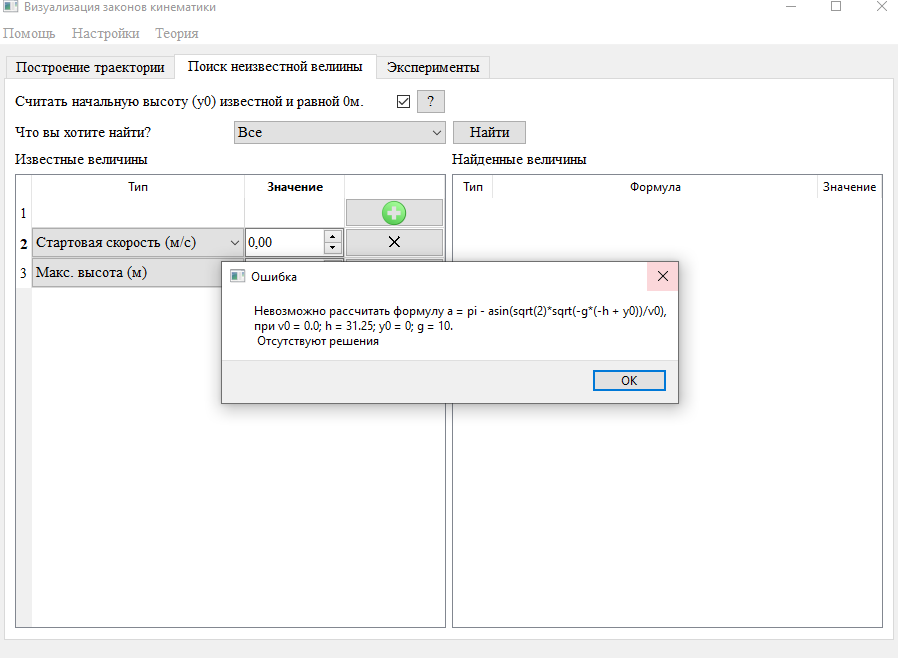 Визуализация законов кинематики
Помощь Настройки Теория
Построение траектории Поиск неизвестной велиины Эксперименты
Считать начальную высоту (y0) известной и равной 0м. ?
Что вы хотите найти? Все Найти
Известные величины Найденные величины
Тип Значение Тип Формула Значение
1
2 Стартовая скорость (м/с) 0,00
3 Макс. высота (м)
Ошибка
Невозможно рассчитать формулу a = pi - asin(sqrt(2)*sqrt(-g*(-h + y0))/v0),
при v0 = 0.0; h = 31.25; y0 = 0; g = 10.
Отсутствуют решения
OK